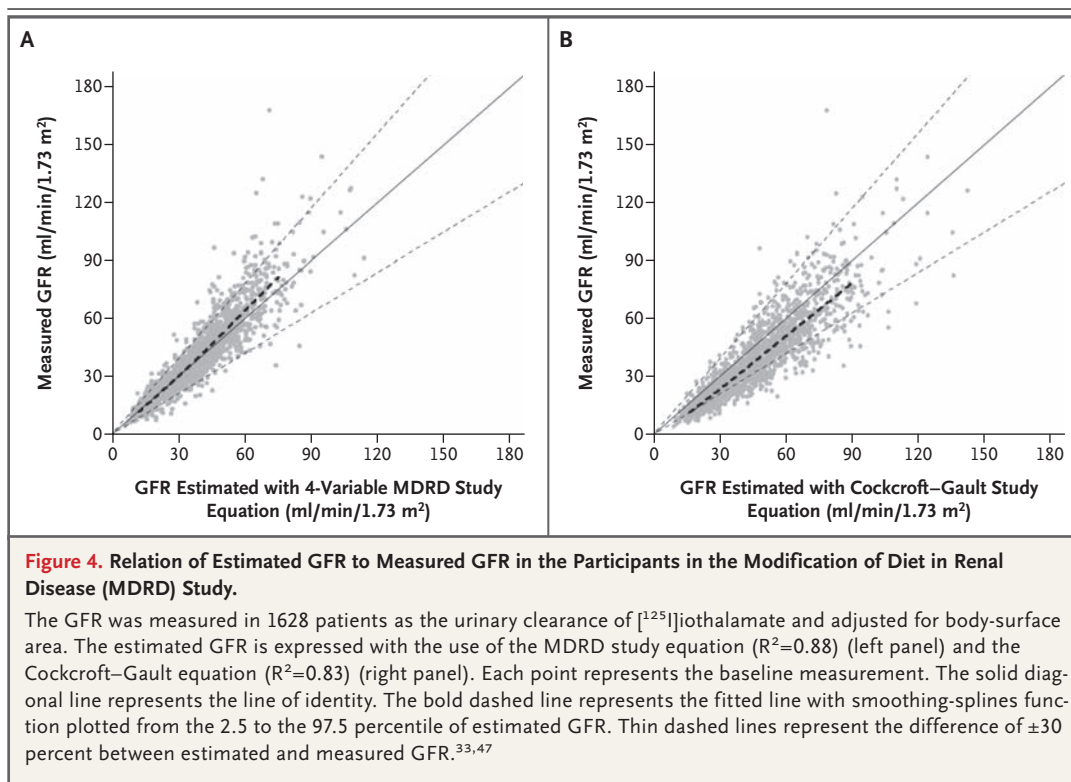 A
Measured GFR (ml/min/1.73 m²)
180
150
120
90
60
30
0
0 30 60 90 120 150 180
GFR Estimated with 4-Variable MDRD Study
Equation (ml/min/1.73 m²)
B
Measured GFR (ml/min/1.73 m²)
180
150
120
90
60
30
0
0 30 60 90 120 150 180
GFR Estimated with Cockcroft–Gault Study
Equation (ml/min/1.73 m²)
Figure 4. Relation of Estimated GFR to Measured GFR in the Participants in the Modification of Diet in Renal
Disease (MDRD) Study.
The GFR was measured in 1628 patients as the urinary clearance of [¹²⁵I]iothalamate and adjusted for body-surface
area. The estimated GFR is expressed with the use of the MDRD study equation (R²=0.88) (left panel) and the
Cockcroft–Gault equation (R²=0.83) (right panel). Each point represents the baseline measurement. The solid diag-
onal line represents the line of identity. The bold dashed line represents the fitted line with smoothing-splines func-
tion plotted from the 2.5 to the 97.5 percentile of estimated GFR. Thin dashed lines represent the difference of ±30
percent between estimated and measured GFR.³³,⁴⁷